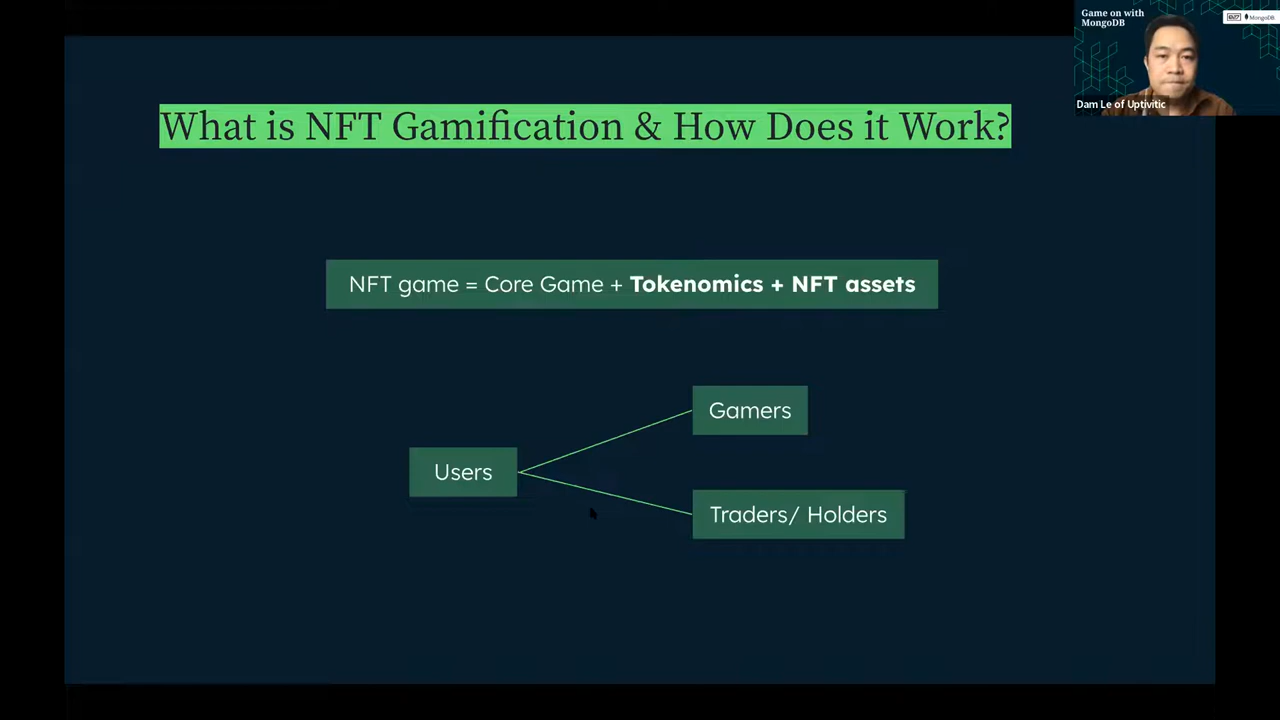 Game on with
MongoDB
MongoDB
Dam Le of Uptivitic
What is NFT Gamification & How Does it Work?
NFT game = Core Game + Tokenomics + NFT assets
Gamers
Users
Traders/ Holders